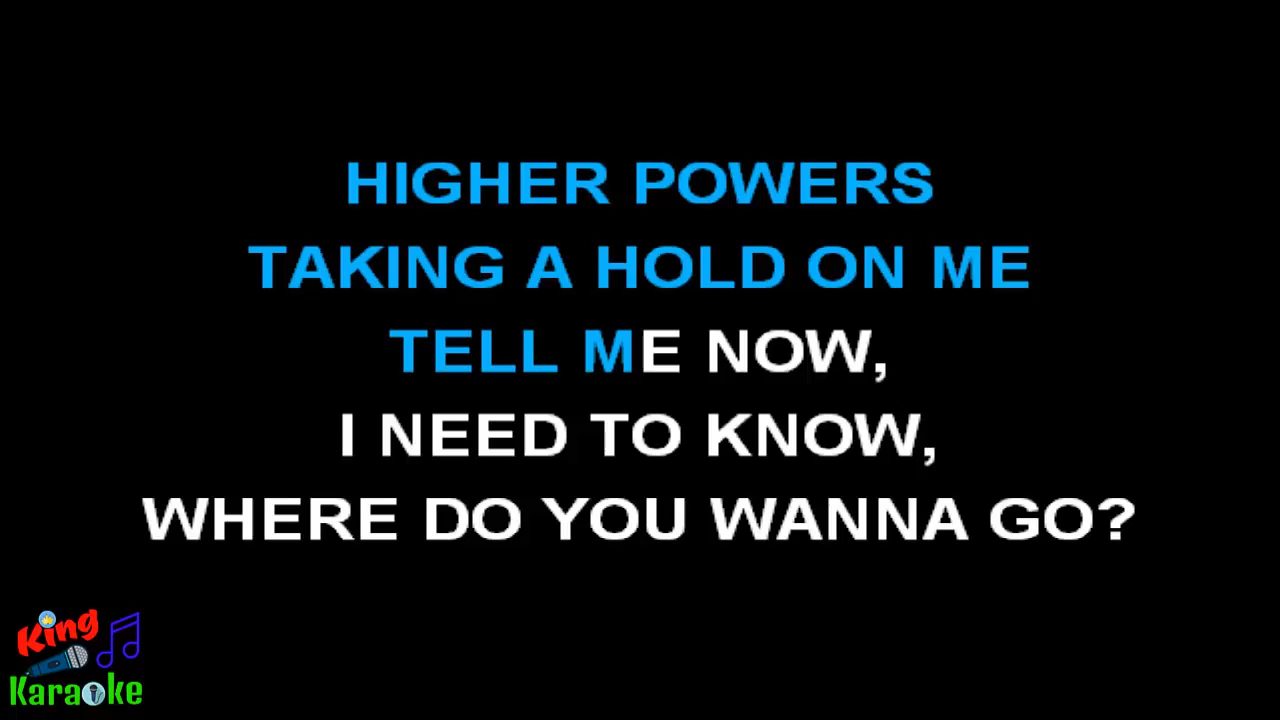 HIGHER POWERS
TAKING A HOLD ON ME
TELL ME NOW,
I NEED TO KNOW,
WHERE DO YOU WANNA GO?
King
Karaoke